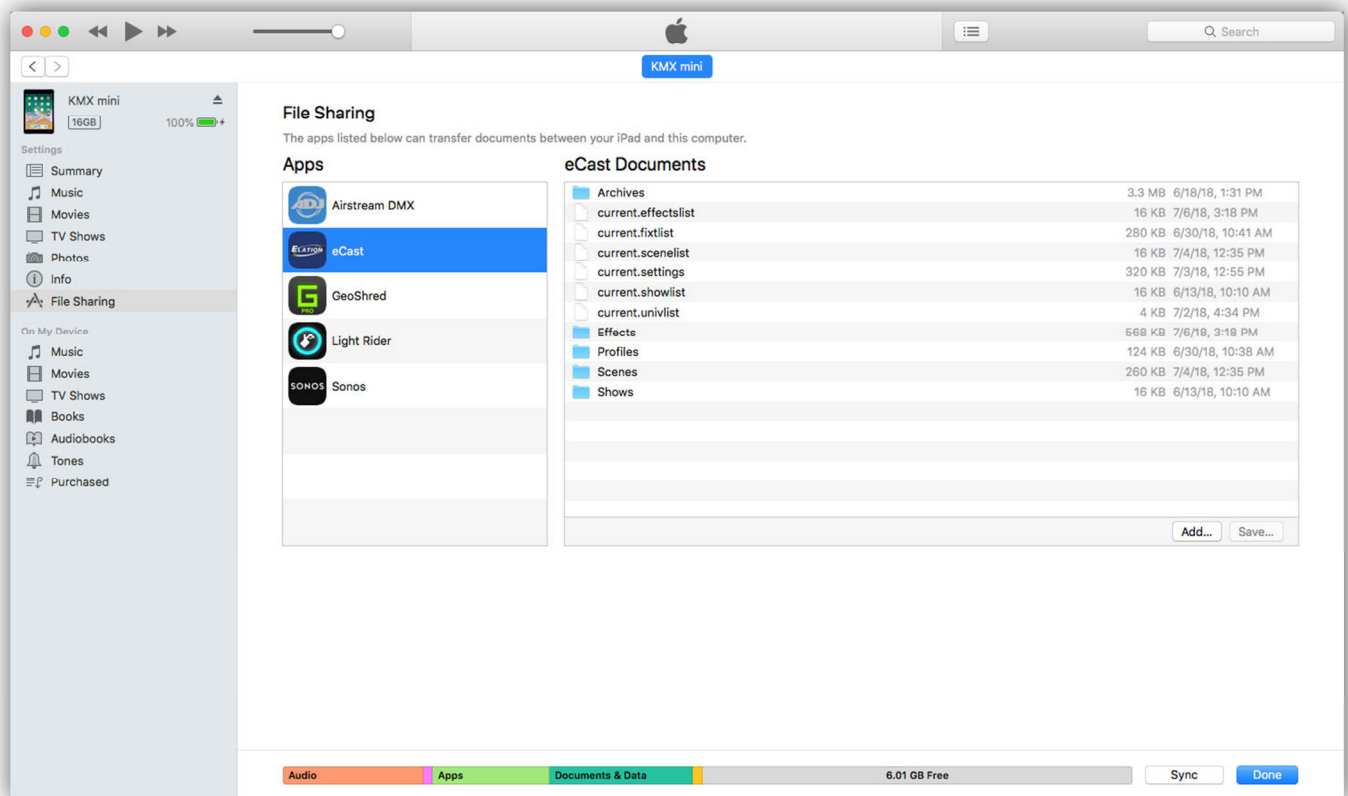 Search
KMX mini
KMX mini
16GB 100%
Settings
Summary
Music
Movies
TV Shows
Photos
Info
File Sharing
On My Device
Music
Movies
TV Shows
Books
Audiobooks
Tones
Purchased
File Sharing
The apps listed below can transfer documents between your iPad and this computer.
Apps
ADJ Airstream DMX
ELATION eCast
G PRO GeoShred
Light Rider
SONOS Sonos
eCast Documents
Archives 3.3 MB 6/18/18, 1:31 PM
current.effectslist 16 KB 7/6/18, 3:18 PM
current.fixtlist 280 KB 6/30/18, 10:41 AM
current.scenelist 16 KB 7/4/18, 12:35 PM
current.settings 320 KB 7/3/18, 12:55 PM
current.showlist 16 KB 6/13/18, 10:10 AM
current.univlist 4 KB 7/2/18, 4:34 PM
Effects 568 KB 7/6/18, 3:18 PM
Profiles 124 KB 6/30/18, 10:38 AM
Scenes 260 KB 7/4/18, 12:35 PM
Shows 16 KB 6/13/18, 10:10 AM
Add... Save...
Audio Apps Documents & Data 6.01 GB Free Sync Done